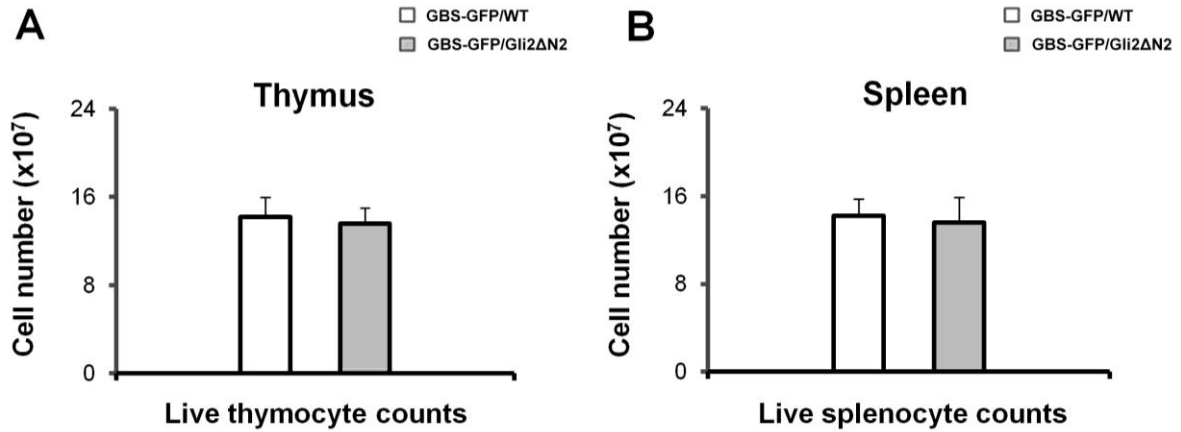 A
GBS-GFP/WT
GBS-GFP/Gli2ΔN2
Thymus
Cell number (x10⁷)
24
16
8
0
Live thymocyte counts
B
GBS-GFP/WT
GBS-GFP/Gli2ΔN2
Spleen
Cell number (x10⁷)
24
16
8
0
Live splenocyte counts